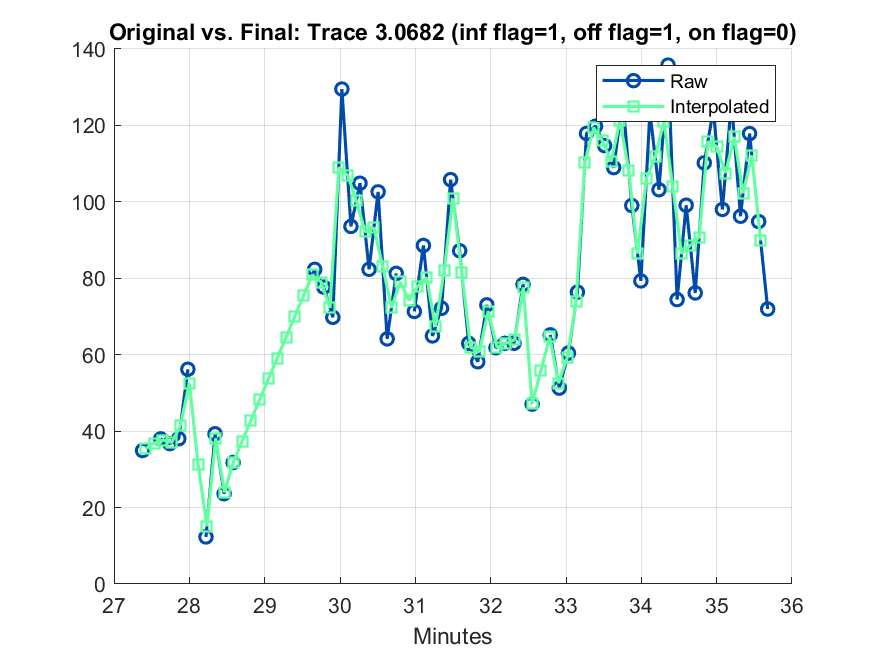 Original vs. Final: Trace 3.0682 (inf flag=1, off flag=1, on flag=0)
140
120
100
80
60
40
20
0
Raw
Interpolated
27 28 29 30 31 32 33 34 35 36
Minutes